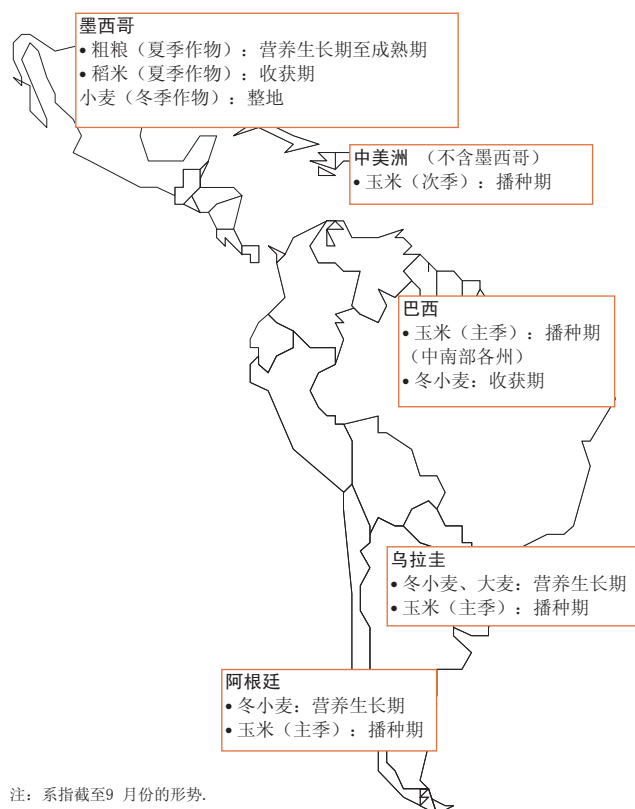 墨西哥
• 粗粮（夏季作物）：营养生长期至成熟期
• 稻米（夏季作物）：收获期
小麦（冬季作物）：整地
中美洲 （不含墨西哥）
• 玉米（次季）：播种期
巴西
• 玉米（主季）：播种期
（中南部各州）
• 冬小麦：收获期
乌拉圭
• 冬小麦、大麦：营养生长期
• 玉米（主季）：播种期
阿根廷
• 冬小麦：营养生长期
• 玉米（主季）：播种期
注：系指截至9 月份的形势.